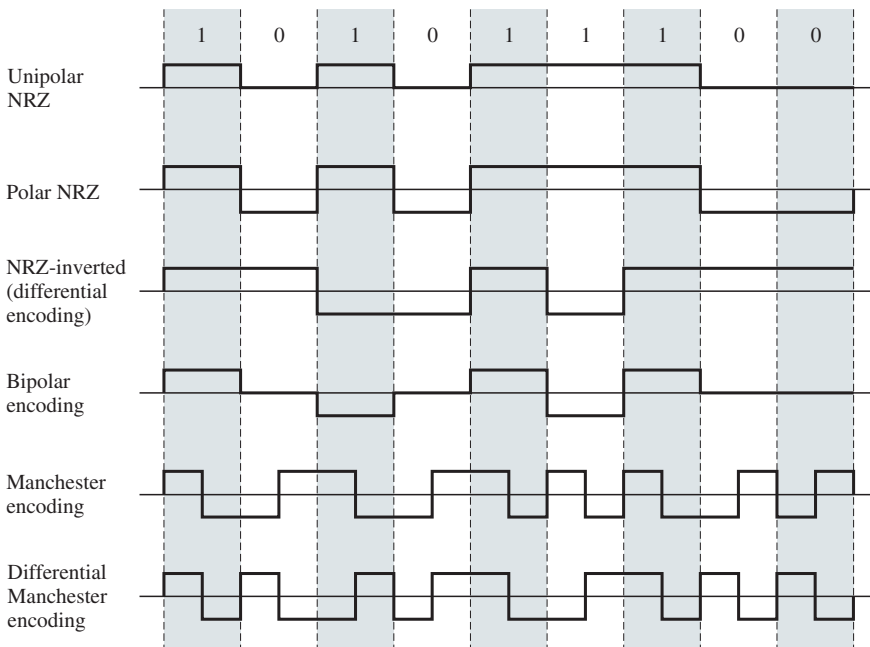 1 0 1 0 1 1 1 0 0
Unipolar
NRZ
Polar NRZ
NRZ-inverted
(differential
encoding)
Bipolar
encoding
Manchester
encoding
Differential
Manchester
encoding